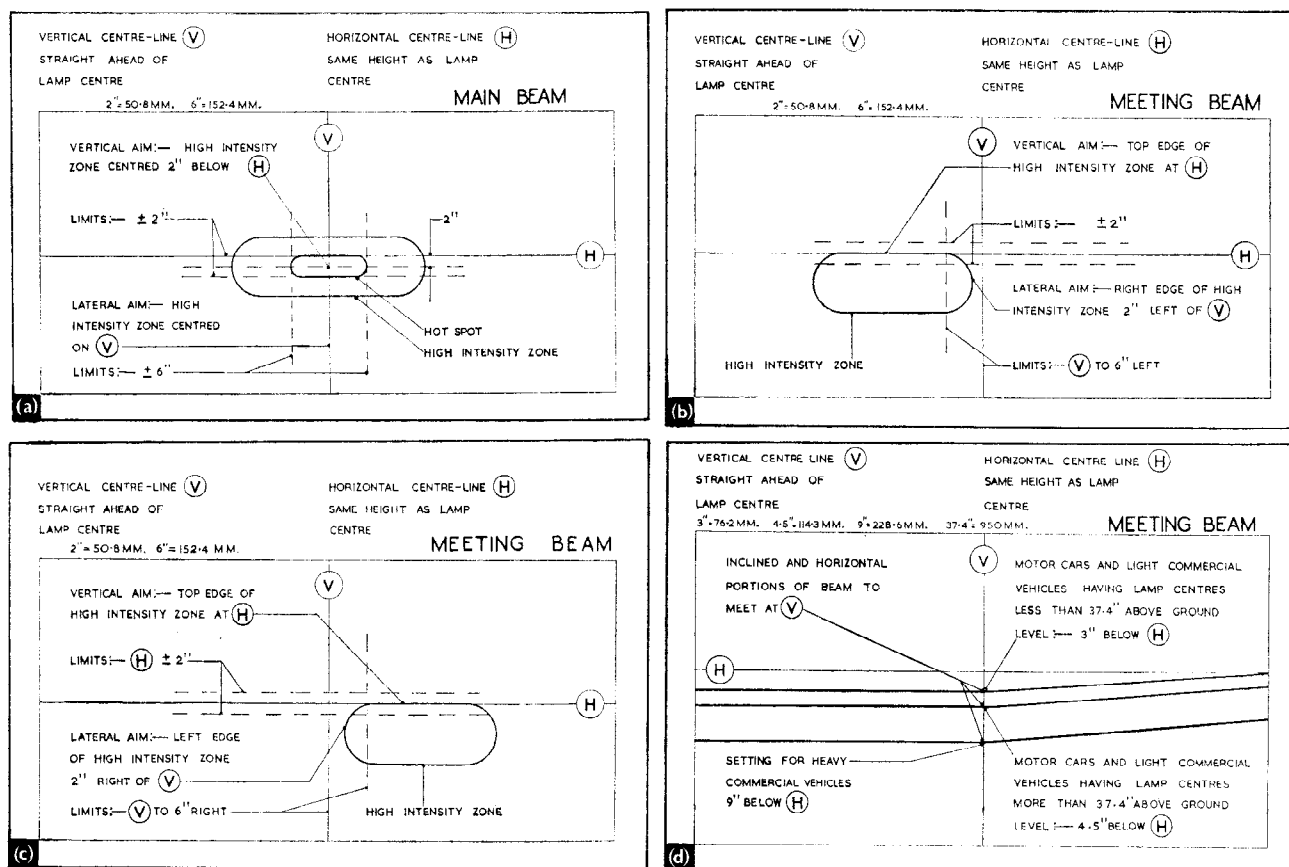 VERTICAL CENTRE-LINE V
STRAIGHT AHEAD OF
LAMP CENTRE
HORIZONTAL CENTRE-LINE H
SAME HEIGHT AS LAMP
CENTRE
2"=50·8MM. 6"=152·4MM.
MAIN BEAM
V
VERTICAL AIM:— HIGH INTENSITY
ZONE CENTRED 2" BELOW H
LIMITS:— ± 2"
2"
H
LATERAL AIM:— HIGH
INTENSITY ZONE CENTRED
ON V
HOT SPOT
HIGH INTENSITY ZONE
LIMITS:— ± 6"
(a)
VERTICAL CENTRE-LINE V
STRAIGHT AHEAD OF
LAMP CENTRE
HORIZONTAL CENTRE-LINE H
SAME HEIGHT AS LAMP
CENTRE
2"=50·8MM. 6"=152·4MM.
MEETING BEAM
V
VERTICAL AIM:— TOP EDGE OF
HIGH INTENSITY ZONE AT H
LIMITS:— ± 2"
H
LATERAL AIM:— RIGHT EDGE OF HIGH
INTENSITY ZONE 2" LEFT OF V
HIGH INTENSITY ZONE
LIMITS:— V TO 6" LEFT
(b)
VERTICAL CENTRE-LINE V
STRAIGHT AHEAD OF
LAMP CENTRE
HORIZONTAL CENTRE-LINE H
SAME HEIGHT AS LAMP
CENTRE
2"=50·8MM. 6"=152·4 MM.
MEETING BEAM
V
VERTICAL AIM:— TOP EDGE OF
HIGH INTENSITY ZONE AT H
LIMITS:— H ± 2"
H
LATERAL AIM:— LEFT EDGE
OF HIGH INTENSITY ZONE
2" RIGHT OF V
LIMITS:— V TO 6" RIGHT
HIGH INTENSITY ZONE
(c)
VERTICAL CENTRE LINE V
STRAIGHT AHEAD OF
LAMP CENTRE
HORIZONTAL CENTRE LINE H
SAME HEIGHT AS LAMP
CENTRE
3"=76·2MM. 4·5"=114·3MM. 9"=228·6MM. 37·4"=950MM.
MEETING BEAM
V
INCLINED AND HORIZONTAL
PORTIONS OF BEAM TO
MEET AT V
MOTOR CARS AND LIGHT COMMERCIAL
VEHICLES HAVING LAMP CENTRES
LESS THAN 37·4" ABOVE GROUND
LEVEL:— 3" BELOW H
H
SETTING FOR HEAVY
COMMERCIAL VEHICLES
9" BELOW H
MOTOR CARS AND LIGHT COMMERCIAL
VEHICLES HAVING LAMP CENTRES
MORE THAN 37·4" ABOVE GROUND
LEVEL:— 4·5" BELOW H
(d)